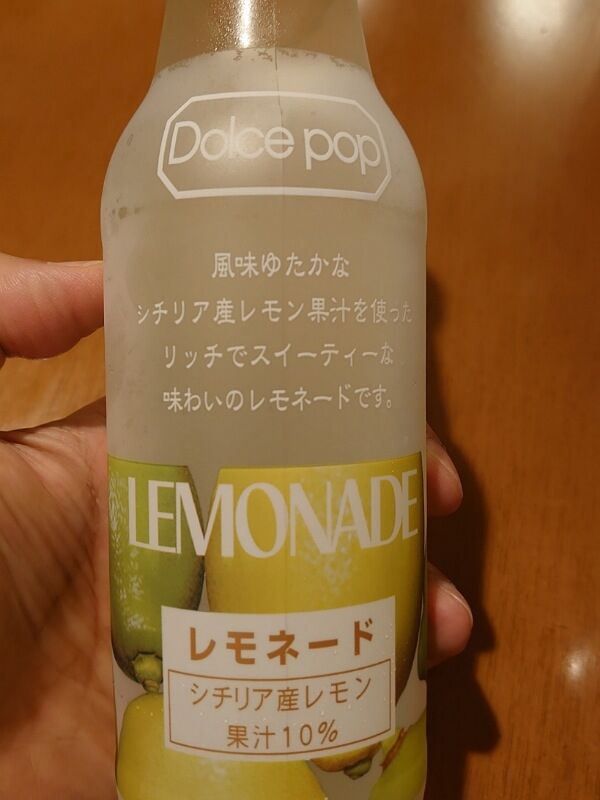 Dolce pop
風味ゆたかな
シチリア産レモン果汁を使った
リッチでスイーティーな
味わいのレモネードです。
LEMONADE
レモネード
シチリア産レモン
果汁10%